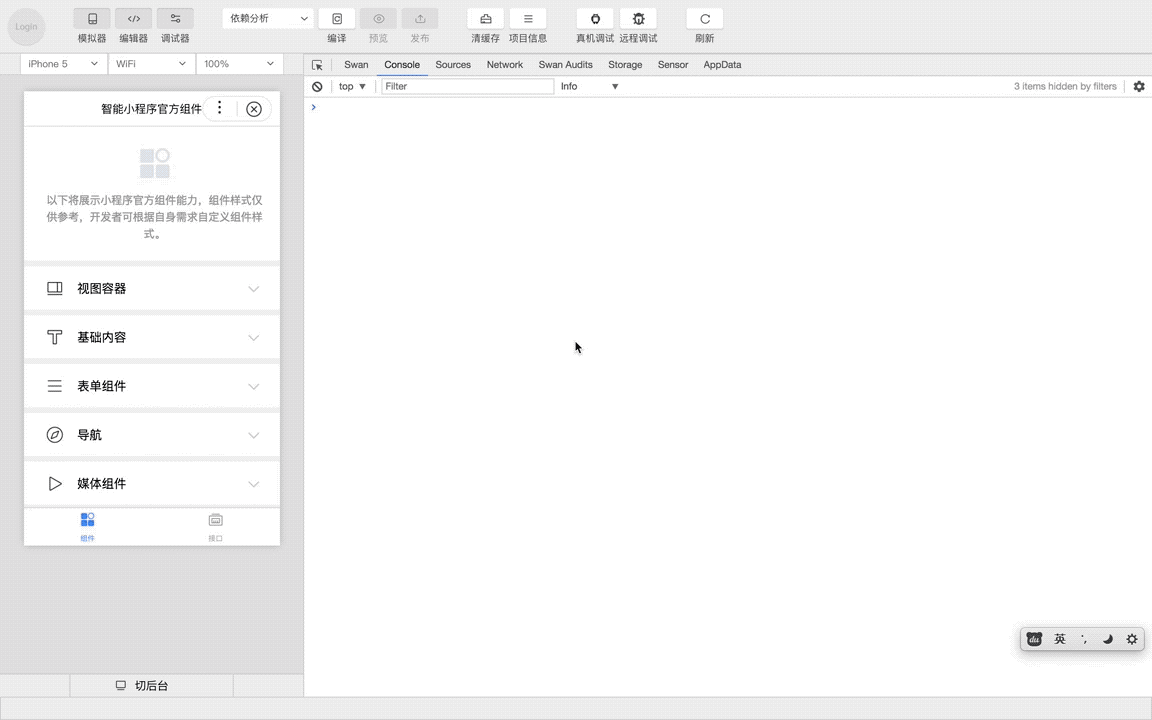 Login
模拟器
编辑器
调试器
依赖分析
编译
预览
发布
清缓存
项目信息
真机调试
远程调试
刷新
iPhone 5
WiFi
100%
Swan
Console
Sources
Network
Swan Audits
Storage
Sensor
AppData
top
Filter
Info
3 items hidden by filters
智能小程序官方组件
以下将展示小程序官方组件能力，组件样式仅
供参考，开发者可根据自身需求自定义组件样
式。
视图容器
基础内容
表单组件
导航
媒体组件
组件
接口
du
英
切后台